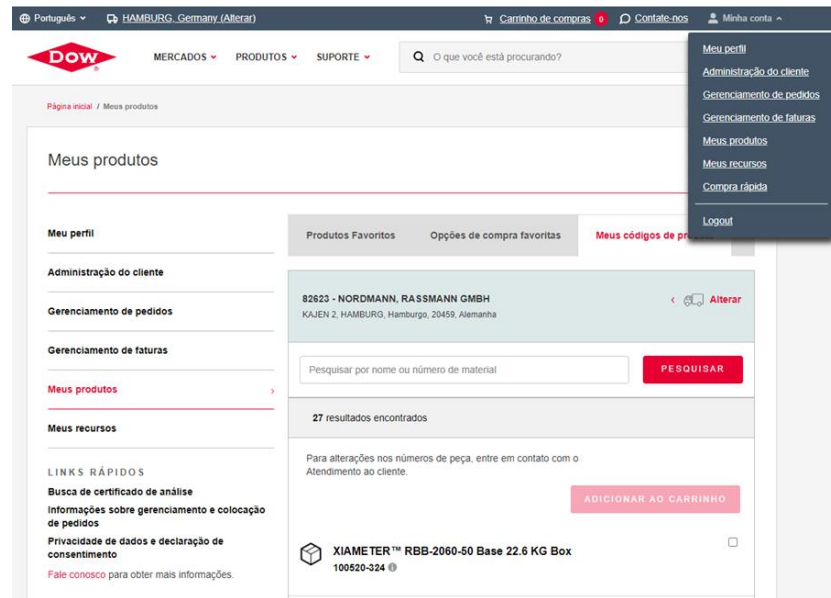 Português
HAMBURG, Germany (Alterar)
Carrinho de compras 0
Contate-nos
Minha conta
Dow
MERCADOS
PRODUTOS
SUPORTE
O que você está procurando?
Meu perfil
Administração do cliente
Gerenciamento de pedidos
Gerenciamento de faturas
Meus produtos
Meus recursos
Compra rápida
Logout
Página inicial / Meus produtos
Meus produtos
Meu perfil
Administração do cliente
Gerenciamento de pedidos
Gerenciamento de faturas
Meus produtos
Meus recursos
LINKS RÁPIDOS
Busca de certificado de análise
Informações sobre gerenciamento e colocação
de pedidos
Privacidade de dados e declaração de
consentimento
Fale conosco para obter mais informações.
Produtos Favoritos
Opções de compra favoritas
Meus códigos de
82623 - NORDMANN, RASSMANN GMBH
KAJEN 2, HAMBURG, Hamburgo, 20459, Alemanha
Alterar
Pesquisar por nome ou número de material
PESQUISAR
27 resultados encontrados
Para alterações nos números de peça, entre em contato com o
Atendimento ao cliente.
ADICIONAR AO CARRINHO
XIAMETER™ RBB-2060-50 Base 22.6 KG Box
100520-324